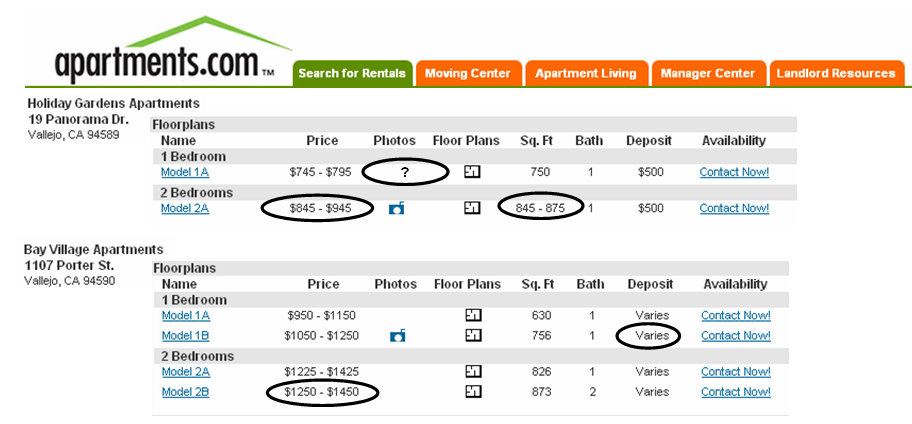 apartments.com TM
Search for Rentals Moving Center Apartment Living Manager Center Landlord Resources
Holiday Gardens Apartments
19 Panorama Dr.
Vallejo, CA 94589
Floorplans
Name Price Photos Floor Plans Sq. Ft Bath Deposit Availability
1 Bedroom
Model 1A $745 - $795 ? 750 1 $500 Contact Now!
2 Bedrooms
Model 2A $845 - $945 845 - 875 1 $500 Contact Now!
Bay Village Apartments
1107 Porter St.
Vallejo, CA 94590
Floorplans
Name Price Photos Floor Plans Sq. Ft Bath Deposit Availability
1 Bedroom
Model 1A $950 - $1150 630 1 Varies Contact Now!
Model 1B $1050 - $1250 756 1 Varies Contact Now!
2 Bedrooms
Model 2A $1225 - $1425 826 1 Varies Contact Now!
Model 2B $1250 - $1450 873 2 Varies Contact Now!